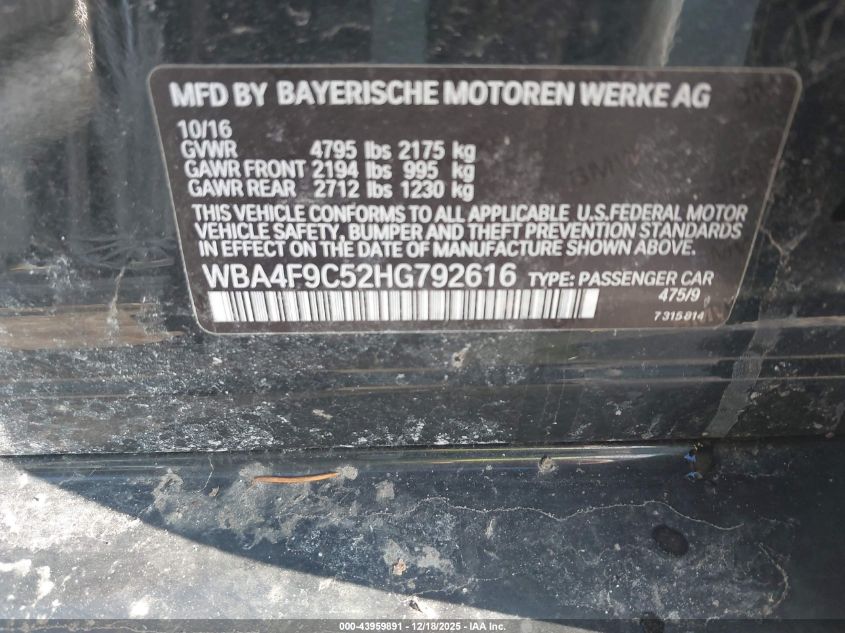 MFD BY BAYERISCHE MOTOREN WERKE AG
10/16
GVWR 4795 lbs 2175 kg
GAWR FRONT 2194 lbs 995 kg
GAWR REAR 2712 lbs 1230 kg
THIS VEHICLE CONFORMS TO ALL APPLICABLE U.S.FEDERAL MOTOR
VEHICLE SAFETY, BUMPER AND THEFT PREVENTION STANDARDS
IN EFFECT ON THE DATE OF MANUFACTURE SHOWN ABOVE.
WBA4F9C52HG792616 TYPE: PASSENGER CAR
475/9
7 315 814
000-43959891 - 12/18/2025 - IAA Inc.